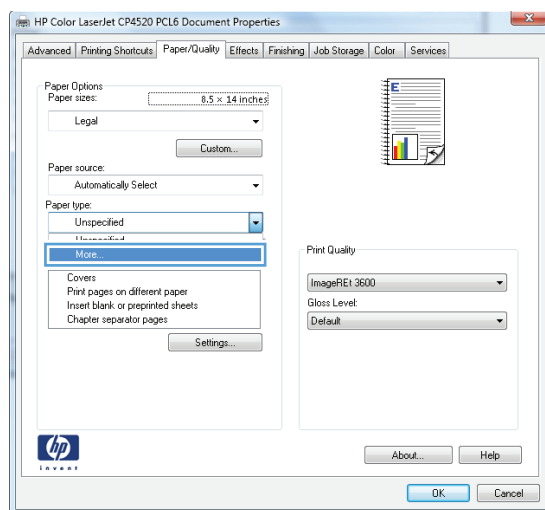 HP Color LaserJet CP4520 PCL6 Document Properties
Advanced Printing Shortcuts Paper/Quality Effects Finishing Job Storage Color Services
Paper Options
Paper sizes: 8.5 × 14 inches
Legal
Custom...
Paper source:
Automatically Select
Paper type:
Unspecified
Unspecified
More...
Covers
Print pages on different paper
Insert blank or preprinted sheets
Chapter separator pages
Settings...
E
Print Quality
ImageREt 3600
Gloss Level:
Default
hp
invent
About... Help
OK Cancel